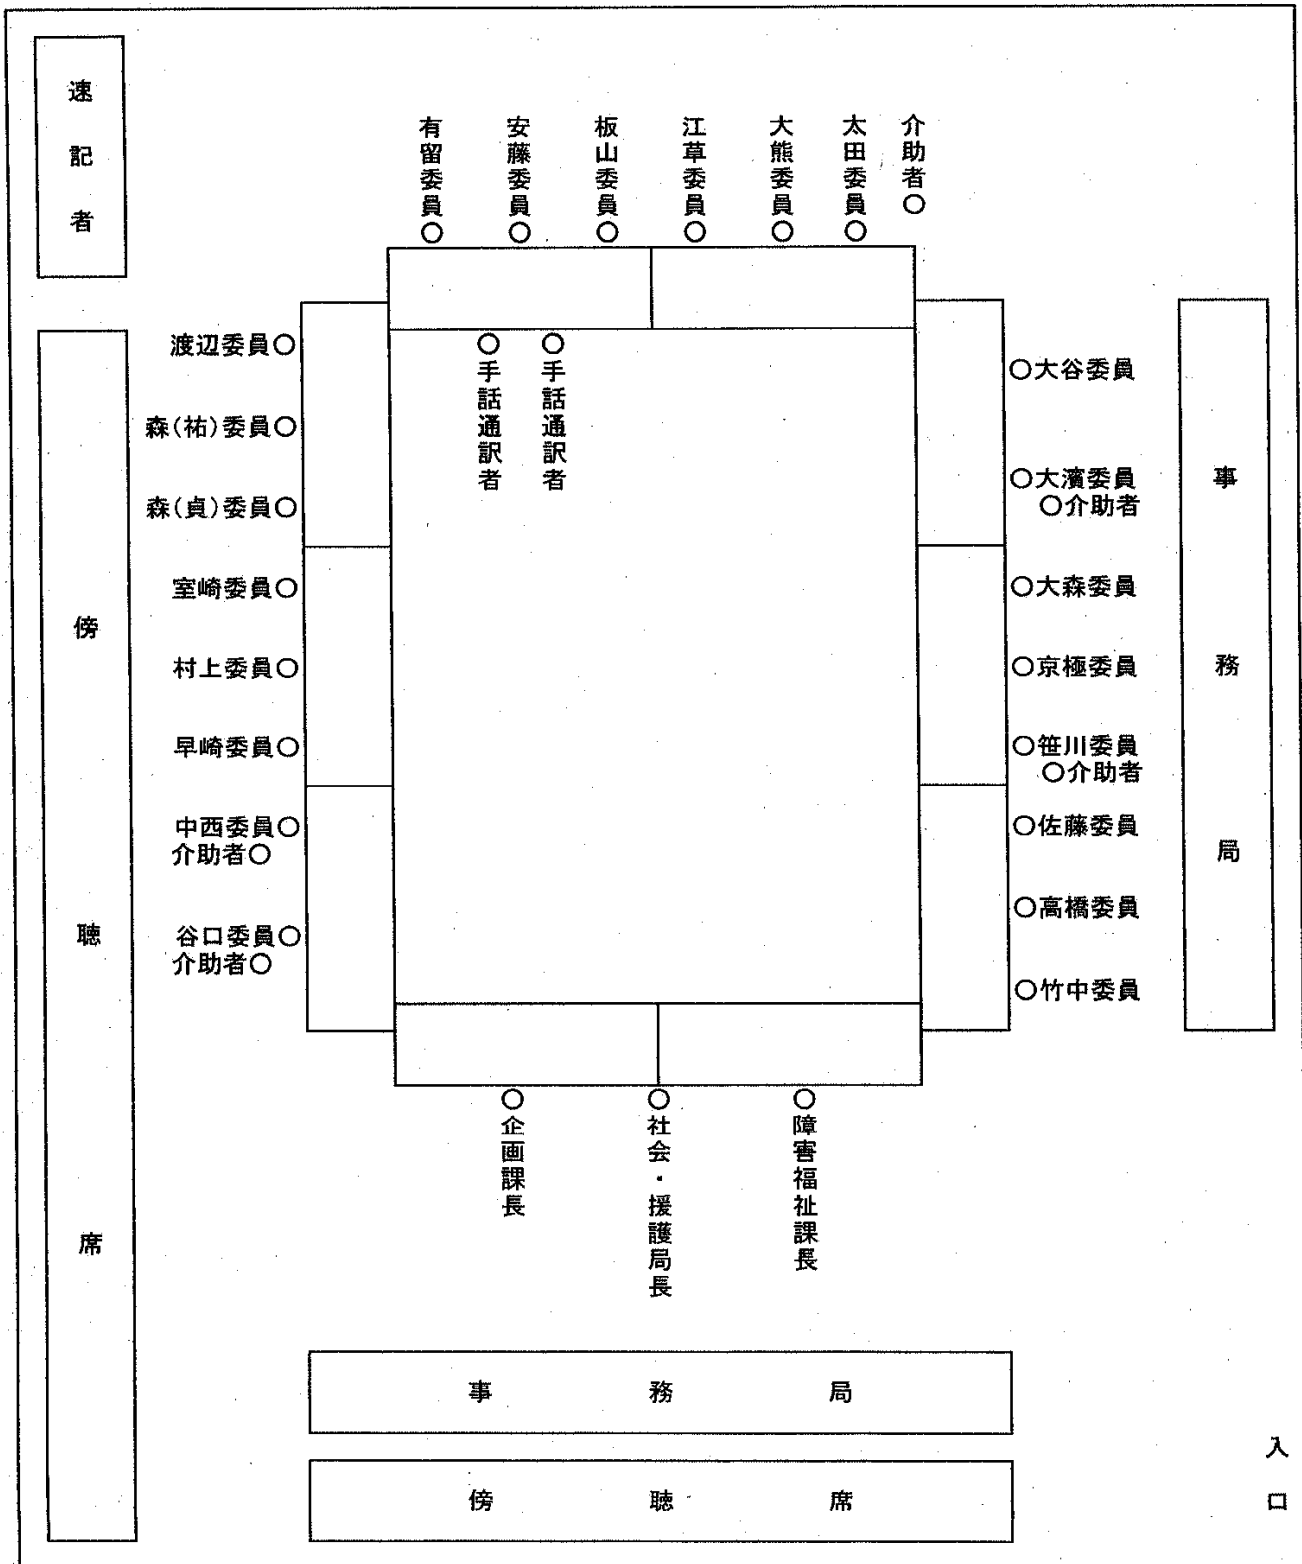 速記者
有留委員○
安藤委員○
板山委員○
江草委員○
大熊委員○
太田委員○
介助者○
渡辺委員○
森(祐)委員○
森(貞)委員○
室崎委員○
村上委員○
早崎委員○
中西委員○
介助者○
谷口委員○
介助者○
○手話通訳者
○手話通訳者
○大谷委員
○大濱委員
○介助者
○大森委員
○京極委員
○笹川委員
○介助者
○佐藤委員
○高橋委員
○竹中委員
事務局
傍聴席
○企画課長
○社会・援護局長
○障害福祉課長
事務局
傍聴席
入口